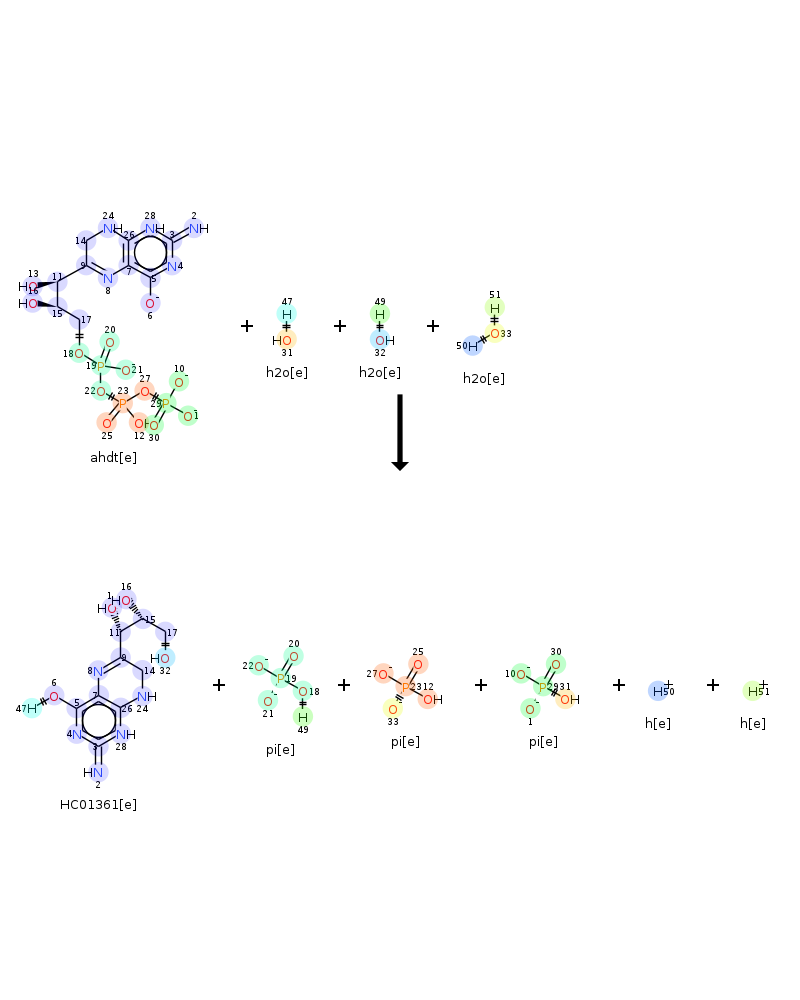 24 28 2
NH NH NH
14 26 3
9 7 N 4
13 11 N 5
HO 8
16 O -
HO 15 6
17
20
O
18 O 19 P O - 21
22 O 23 27 10 O -
P O 29 P O - 1
O OH O
25 12 30
ahdt[e]
+
47
H
HO
31
h2o[e]
+
49
H
OH
32
h2o[e]
+
51
H
O 33
50 H
h2o[e]
16
1 HO
HO 15
11 17
9 HO 32
6 8 N 14
O 7 NH
47 H 5 26 24
4 N NH
3 28
HN
2
HC01361[e]
+
20
22 O - O
P 19
O - O 18
21 H
49
pi[e]
+
25
27 O - O
P 23 12
O - OH
33
pi[e]
+
30
10 O - O
P 29 31
O - OH
1
pi[e]
+
H + 50
h[e]
+
H + 51
h[e]